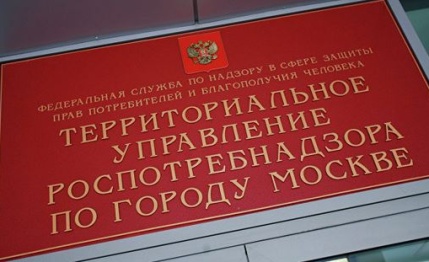 ФЕДЕРАЛЬНАЯ СЛУЖБА ПО НАДЗОРУ В СФЕРЕ ЗАЩИТЫ
ПРАВ ПОТРЕБИТЕЛЕЙ И БЛАГОПОЛУЧИЯ ЧЕЛОВЕКА
ТЕРРИТОРИАЛЬНОЕ
УПРАВЛЕНИЕ
РОСПОТРЕБНАДЗОРА
ПО ГОРОДУ МОСКВЕ